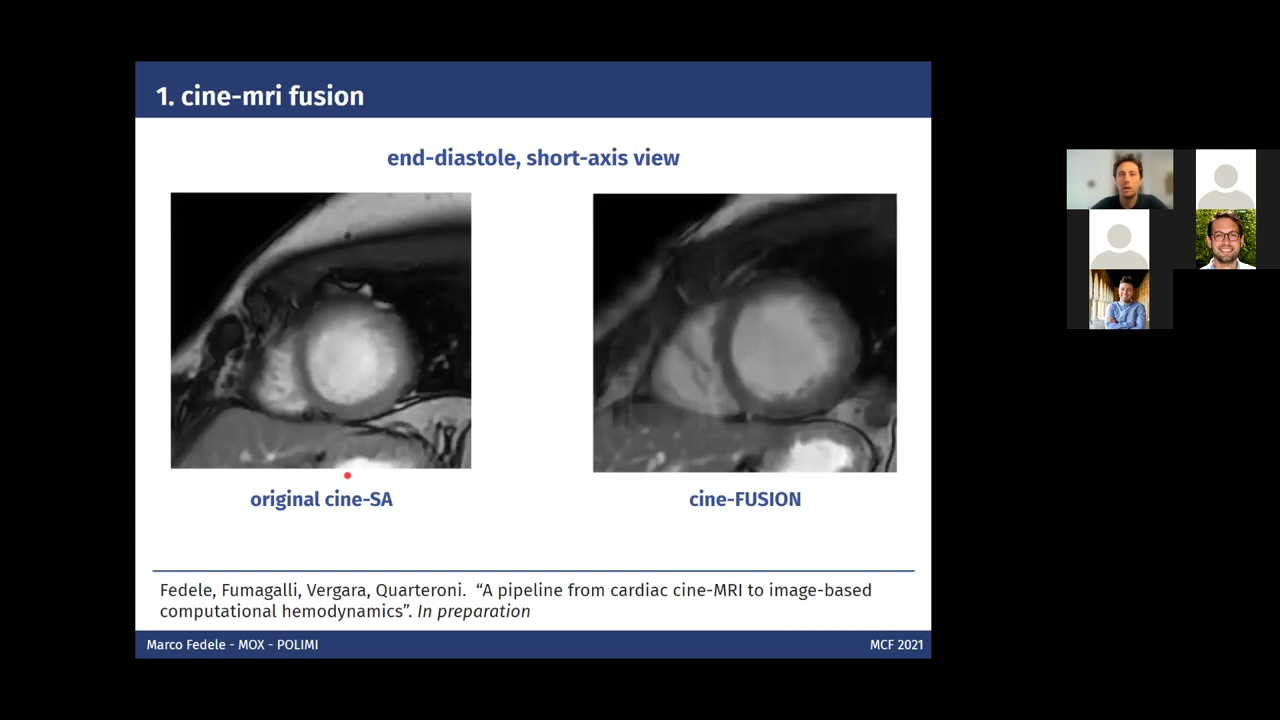 1. cine-mri fusion
end-diastole, short-axis view
original cine-SA
cine-FUSION
Fedele, Fumagalli, Vergara, Quarteroni. “A pipeline from cardiac cine-MRI to image-based
computational hemodynamics”. In preparation
Marco Fedele - MOX - POLIMI
MCF 2021